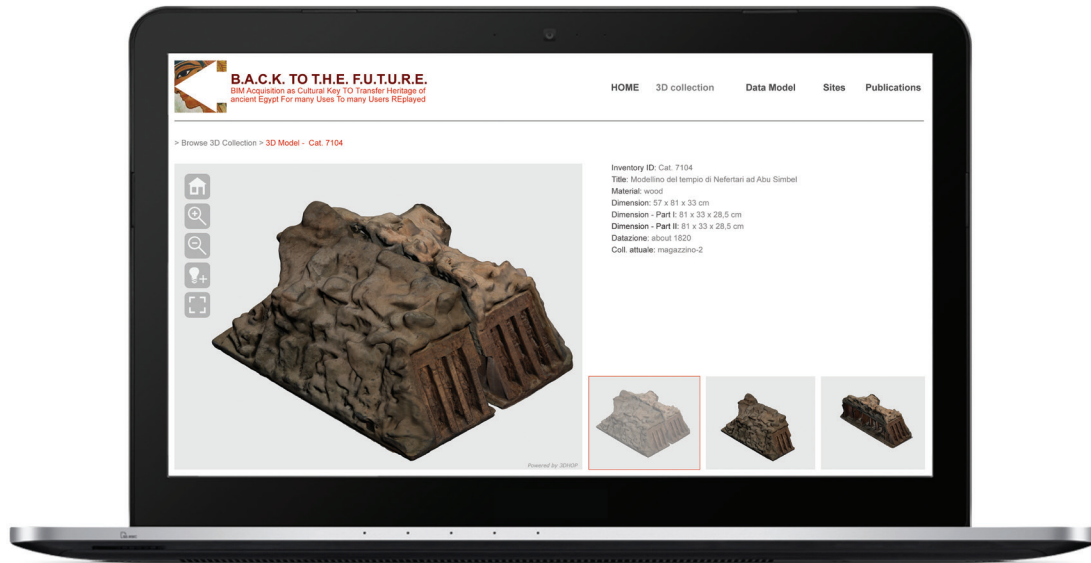 B.A.C.K. TO T.H.E. F.U.T.U.R.E.
BIM Acquisition as Cultural Key TO Transfer Heritage of
ancient Egypt For many Uses To many Users REplayed
HOME 3D collection Data Model Sites Publications
> Browse 3D Collection > 3D Model - Cat. 7104
Inventory ID: Cat. 7104
Title: Modellino del tempio di Nefertari ad Abu Simbel
Material: wood
Dimension: 57 x 81 x 33 cm
Dimension - Part I: 81 x 33 x 28,5 cm
Dimension - Part II: 81 x 33 x 28,5 cm
Datazione: about 1820
Coll. attuale: magazzino-2
Powered by 3DHOP